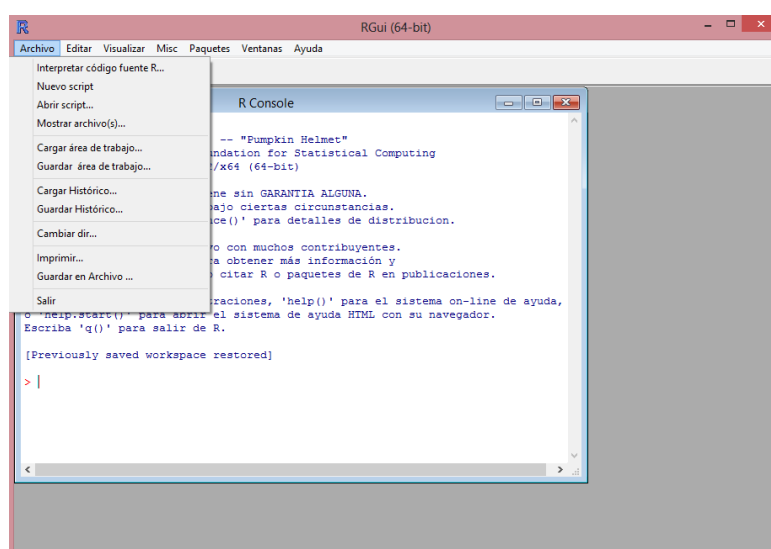 RGui (64-bit)
Archivo Editar Visualizar Misc Paquetes Ventanas Ayuda
Interpretar código fuente R...
Nuevo script
Abrir script...
Mostrar archivo(s)...
Cargar área de trabajo...
Guardar área de trabajo...
Cargar Histórico...
Guardar Histórico...
Cambiar dir...
Imprimir...
Guardar en Archivo ...
Salir
R Console
-- "Pumpkin Helmet"
undation for Statistical Computing
/x64 (64-bit)
ne sin GARANTIA ALGUNA.
ajo ciertas circunstancias.
ce()' para detalles de distribucion.
o con muchos contribuyentes.
a obtener más información y
citar R o paquetes de R en publicaciones.
raciones, 'help()' para el sistema on-line de ayuda,
o 'help.start()' para abrir el sistema de ayuda HTML con su navegador.
Escriba 'q()' para salir de R.
[Previously saved workspace restored]
>